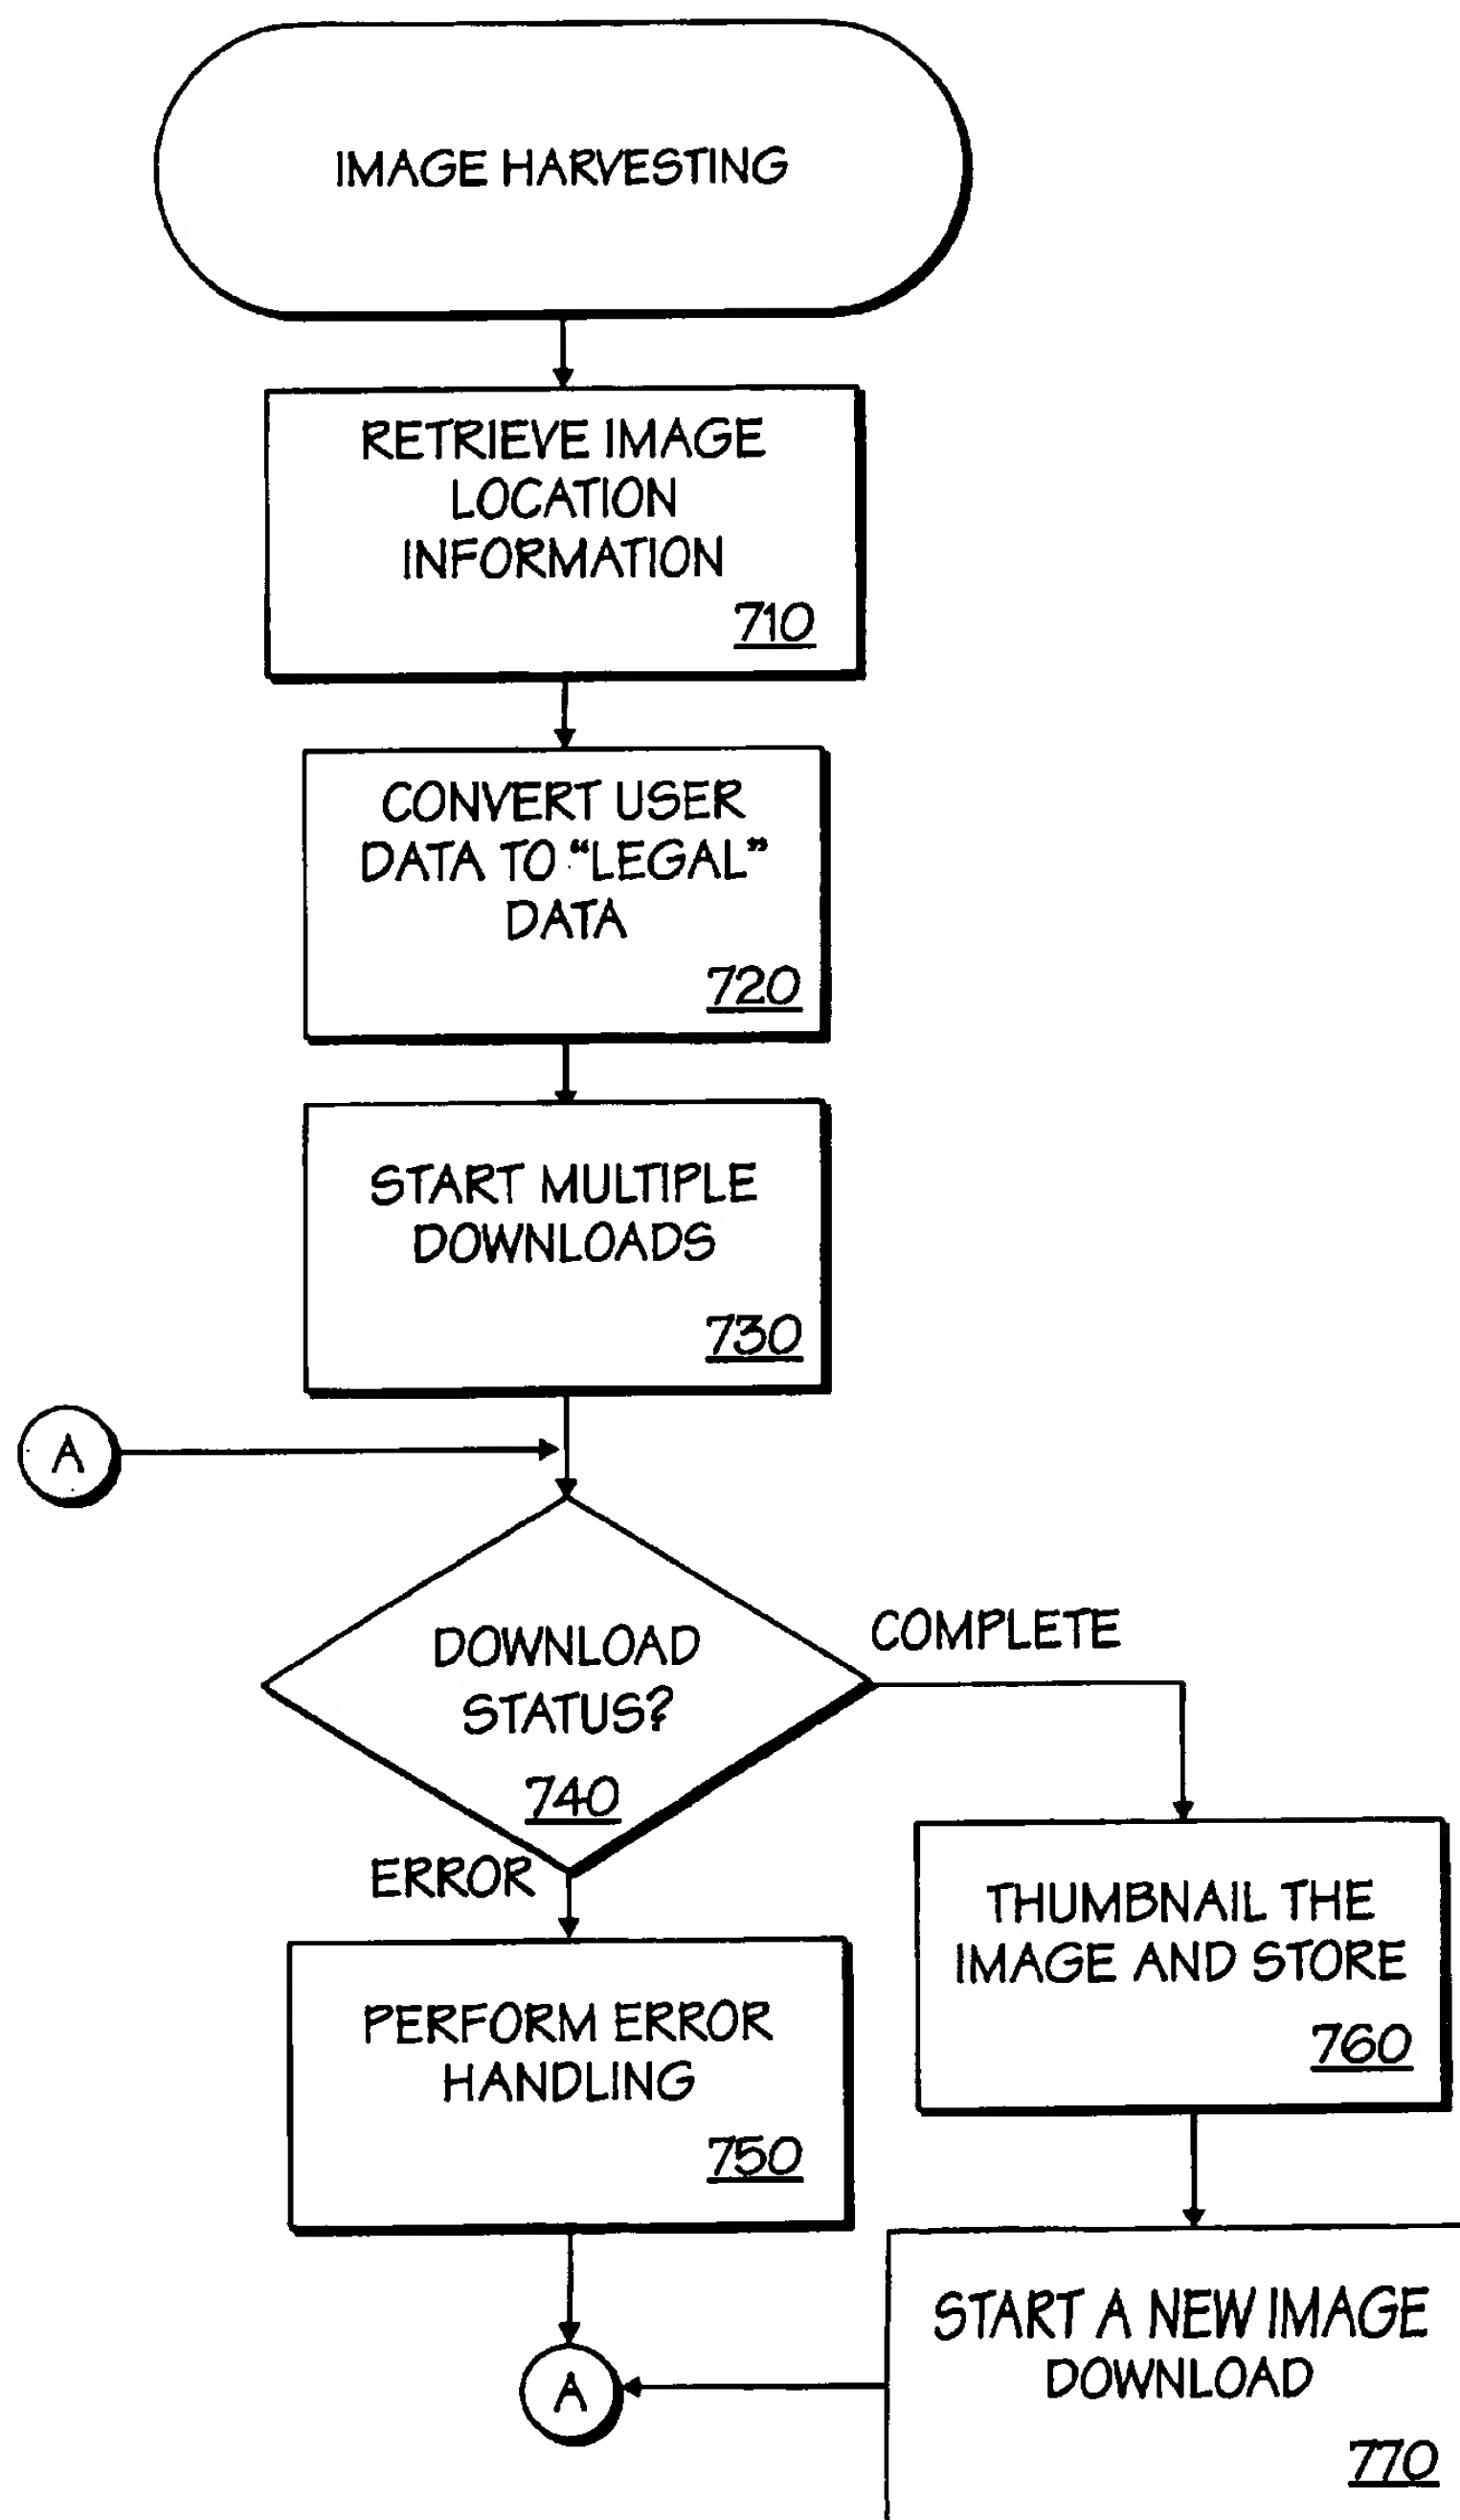 IMAGE HARVESTING
RETRIEVE IMAGE
LOCATION
INFORMATION
710
CONVERT USER
DATA TO "LEGAL"
DATA
720
START MULTIPLE
DOWNLOADS
730
A
DOWNLOAD
STATUS?
740
COMPLETE
ERROR
THUMBNAIL THE
IMAGE AND STORE
760
PERFORM ERROR
HANDLING
750
START A NEW IMAGE
DOWNLOAD
770
A